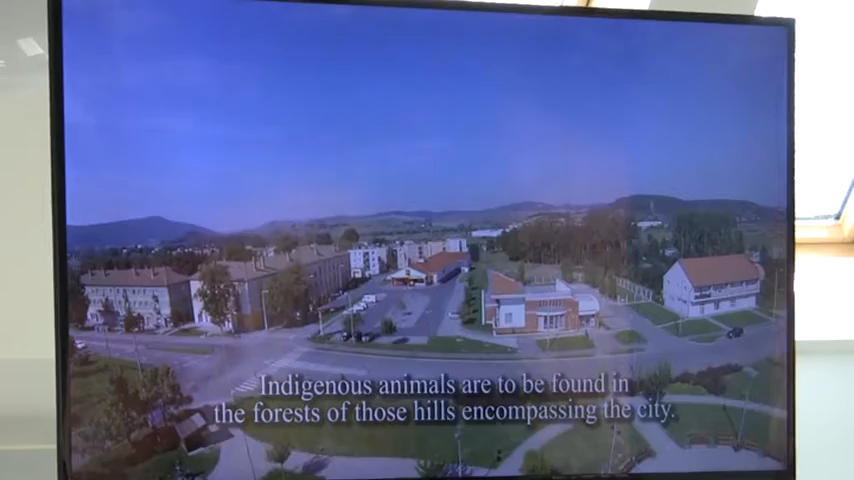 Indigenous animals are to be found in
the forests of those hills encompassing the city.